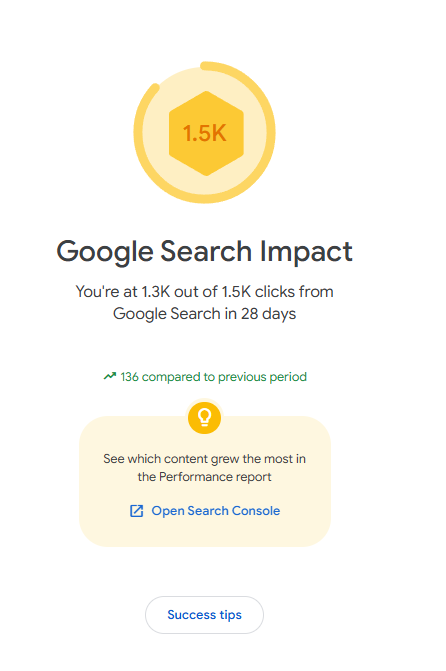 1.5K
Google Search Impact
You're at 1.3K out of 1.5K clicks from
Google Search in 28 days
136 compared to previous period
See which content grew the most in
the Performance report
Open Search Console
Success tips